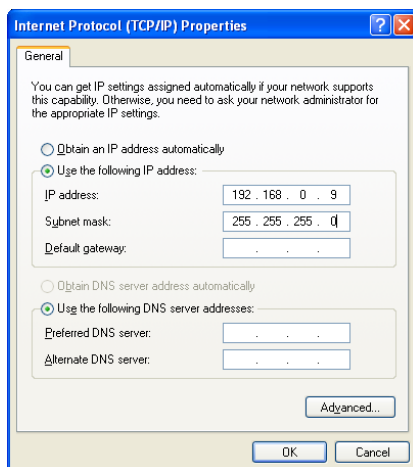 Internet Protocol (TCP/IP) Properties
General
You can get IP settings assigned automatically if your network supports
this capability. Otherwise, you need to ask your network administrator for
the appropriate IP settings.
Obtain an IP address automatically
Use the following IP address:
IP address: 192 . 168 . 0 . 9
Subnet mask: 255 . 255 . 255 . 0
Default gateway: . . .
Obtain DNS server address automatically
Use the following DNS server addresses:
Preferred DNS server: . . .
Alternate DNS server: . . .
Advanced...
OK Cancel